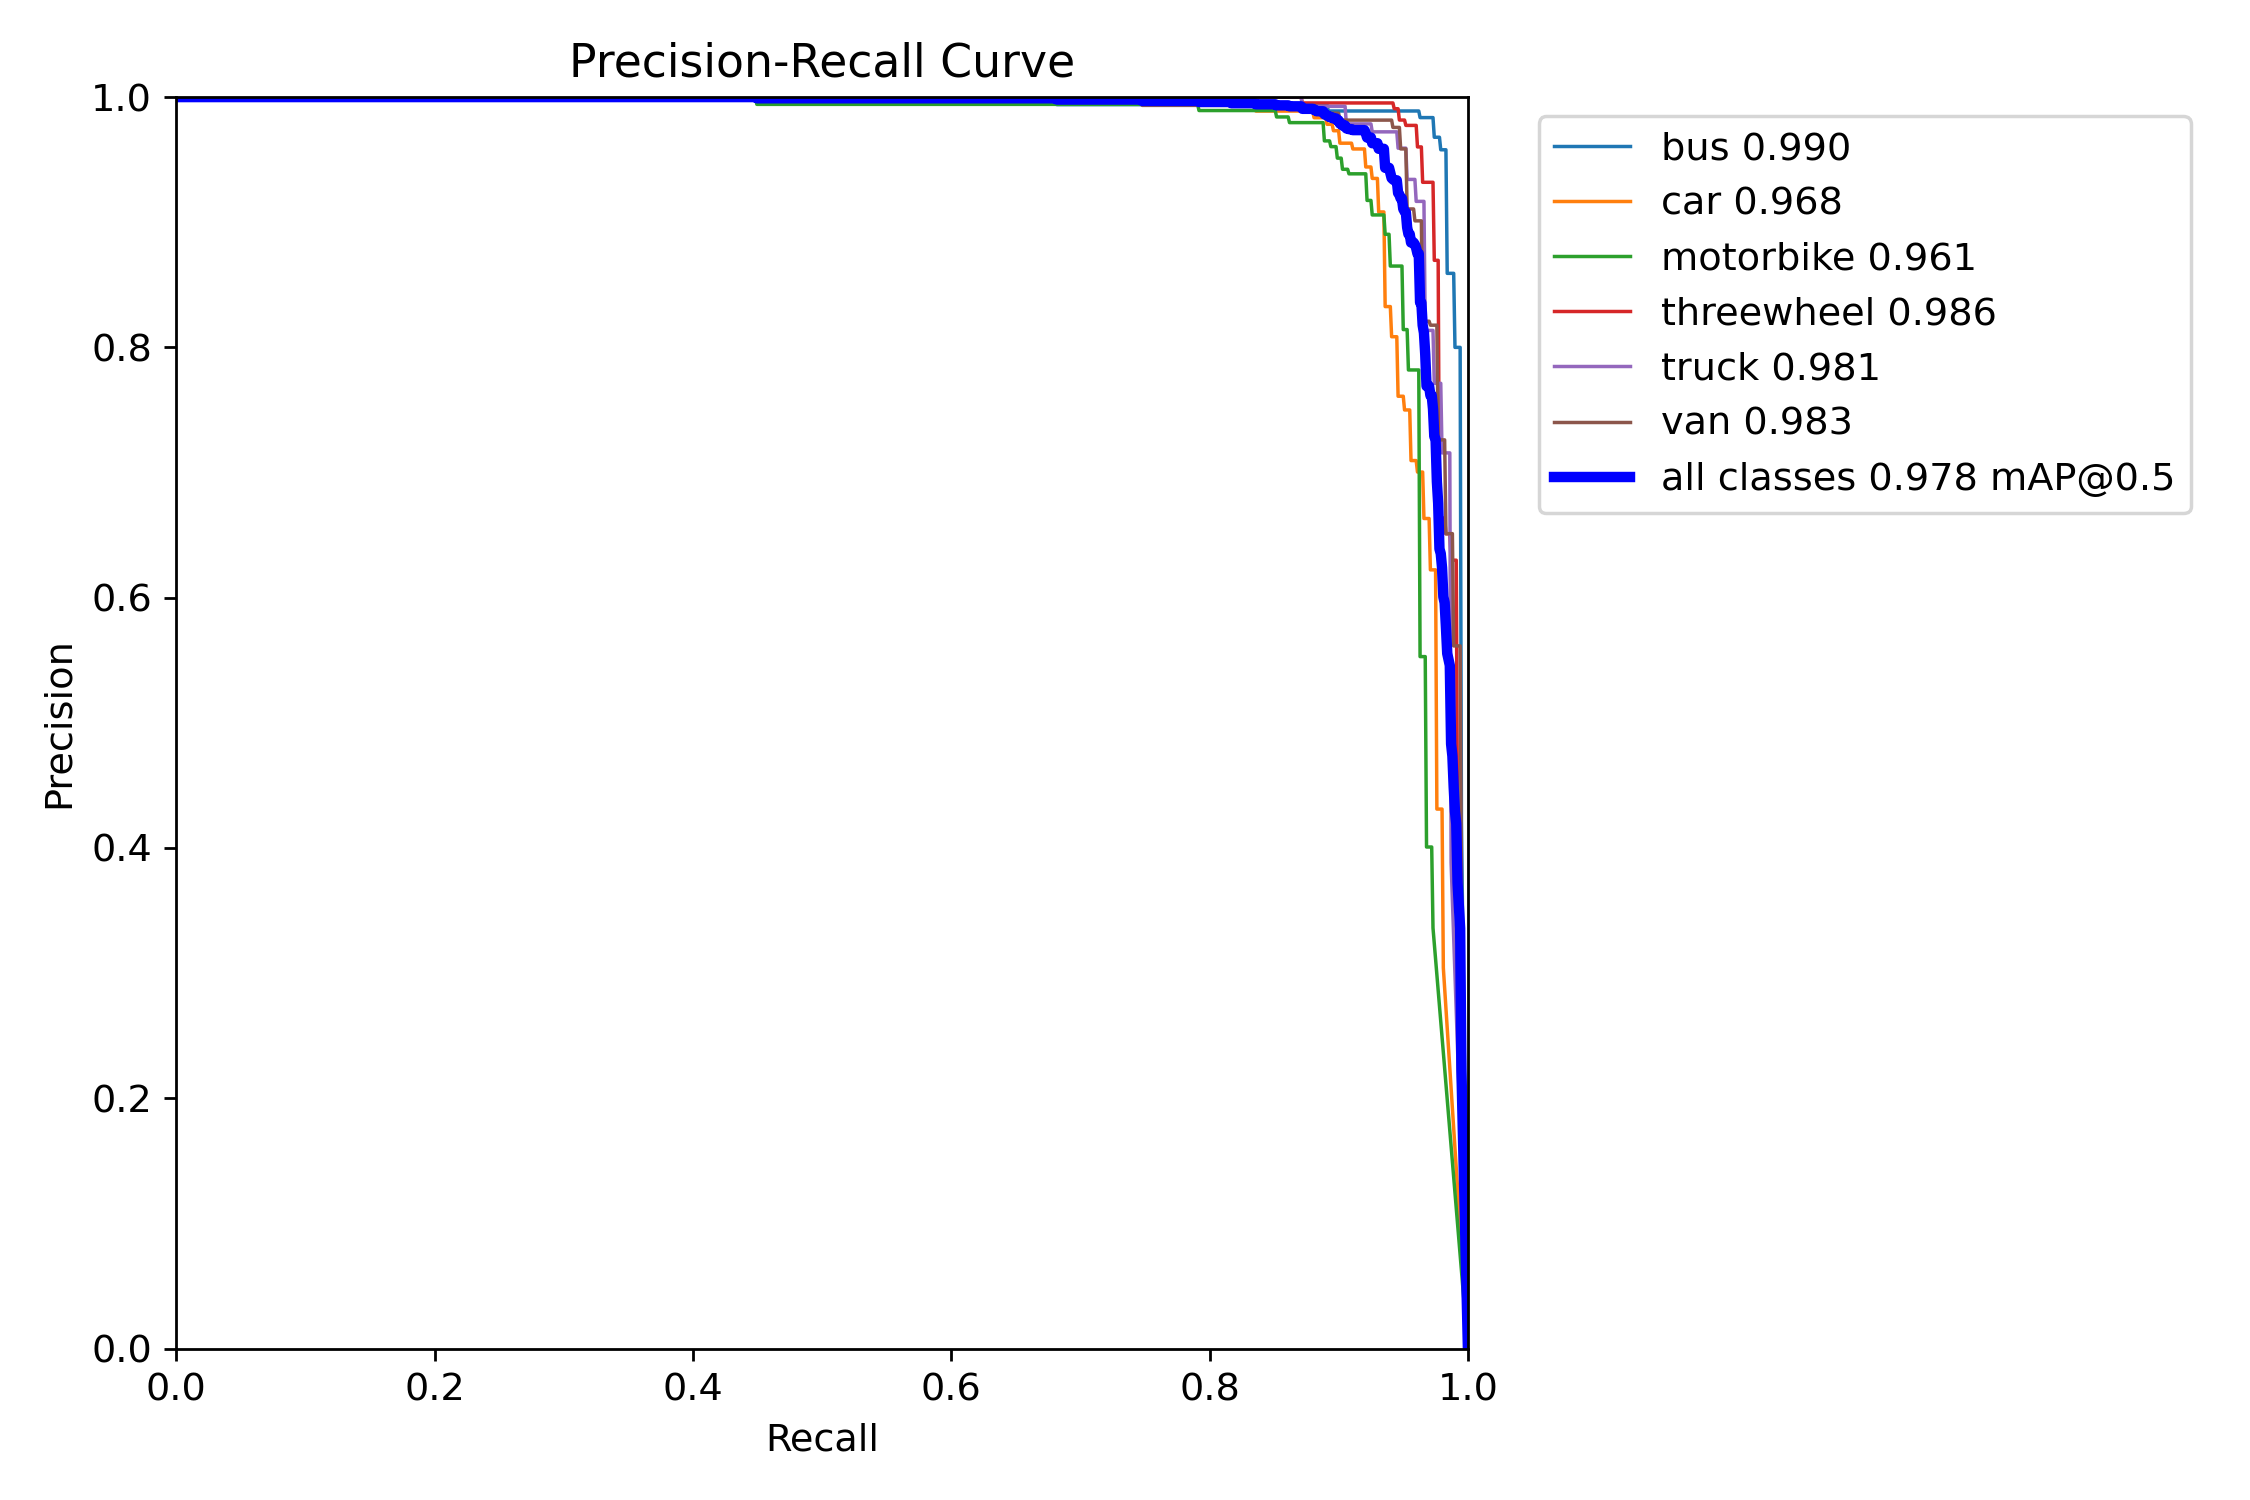 Precision-Recall Curve
1.0
0.8
0.6
0.4
0.2
0.0
Precision
0.0 0.2 0.4 0.6 0.8 1.0
Recall
bus 0.990
car 0.968
motorbike 0.961
threewheel 0.986
truck 0.981
van 0.983
all classes 0.978 mAP@0.5